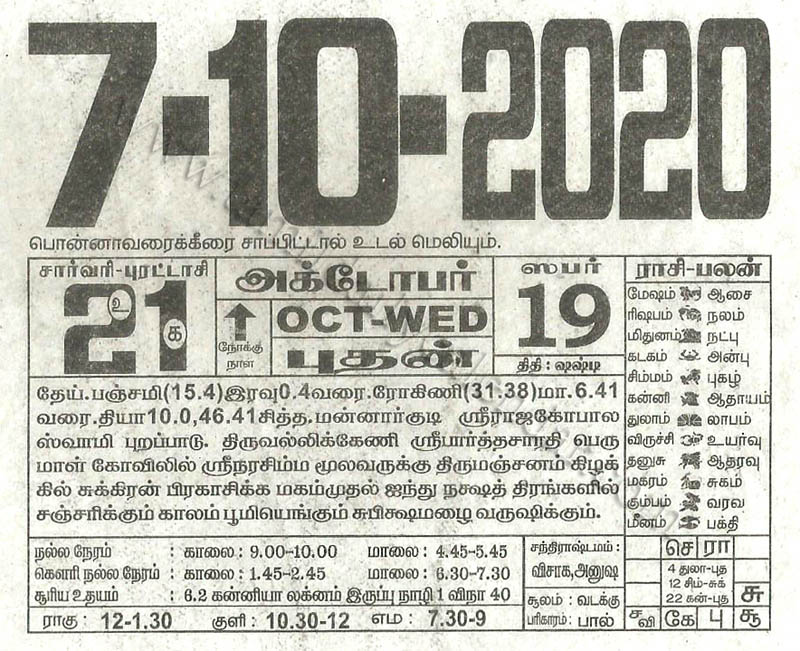 7-10-2020
பொன்னாவரைக்கீரை சாப்பிட்டால் உடல் மெலியும்.
சார்வரி-புரட்டாசி
21
உ
க
அக்டோபர்
நோக்கு
நாள்
OCT-WED
புதன்
ஸபர்
19
திதி : ஷஷ்டி
தேய்.பஞ்சமி(15.4)இரவு0.4வரை.ரோகிணி(31.38)மா.6.41
வரை.தியா10.0,46.41சித்த.மன்னார்குடி ஸ்ரீராஜகோபால
ஸ்வாமி புறப்பாடு. திருவல்லிக்கேணி ஸ்ரீபார்த்தசாரதி பெரு
மாள் கோவிலில் ஸ்ரீநரசிம்ம மூலவருக்கு திருமஞ்சனம் கிழக்
கில் சுக்கிரன் பிரகாசிக்க மகம்முதல் ஐந்து நக்ஷத் திரங்களில்
சஞ்சரிக்கும் காலம் பூமியெங்கும் சுபிக்ஷமழை வருஷிக்கும்.
ராசி-பலன்
மேஷம் ஆசை
ரிஷபம் நலம்
மிதுனம் நட்பு
கடகம் அன்பு
சிம்மம் புகழ்
கன்னி ஆதாயம்
துலாம் லாபம்
விருச்சி உயர்வு
தனுசு ஆதரவு
மகரம் சுகம்
கும்பம் வரவு
மீனம் பக்தி
நல்ல நேரம் : காலை : 9.00-10.00 மாலை : 4.45-5.45
கௌரி நல்ல நேரம் : காலை : 1.45-2.45 மாலை : 6.30-7.30
சூரிய உதயம் : 6.2 கன்னியா லக்னம் இருப்பு நாழி 1 விநா 40
ராகு : 12-1.30 குளி : 10.30-12 எம : 7.30-9
சந்திராஷ்டமம் :
விசாக,அனுஷ
சூலம் : வடக்கு
பரிகாரம் : பால்
செ ரா
4 துலா-புத
12 சிம்-சுக்
22 கன்-புத
சு
ச
வி கே பு சூ